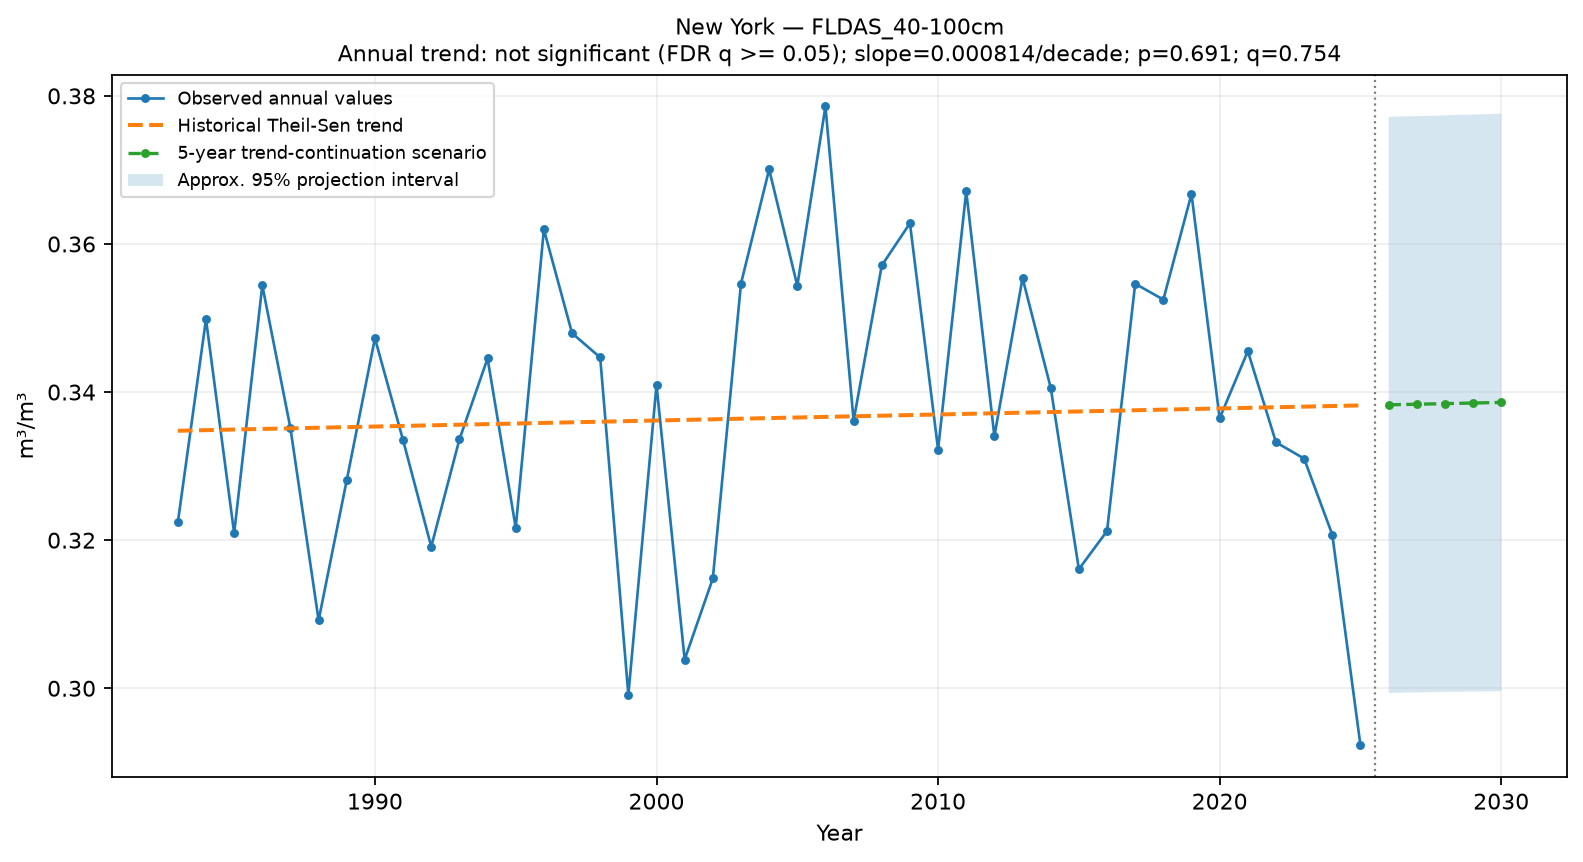 New York — FLDAS_40-100cm
Annual trend: not significant (FDR q >= 0.05); slope=0.000814/decade; p=0.691; q=0.754
Observed annual values
Historical Theil-Sen trend
5-year trend-continuation scenario
Approx. 95% projection interval
0.38
0.36
0.34
0.32
0.30
m³/m³
1990
2000
2010
2020
2030
Year